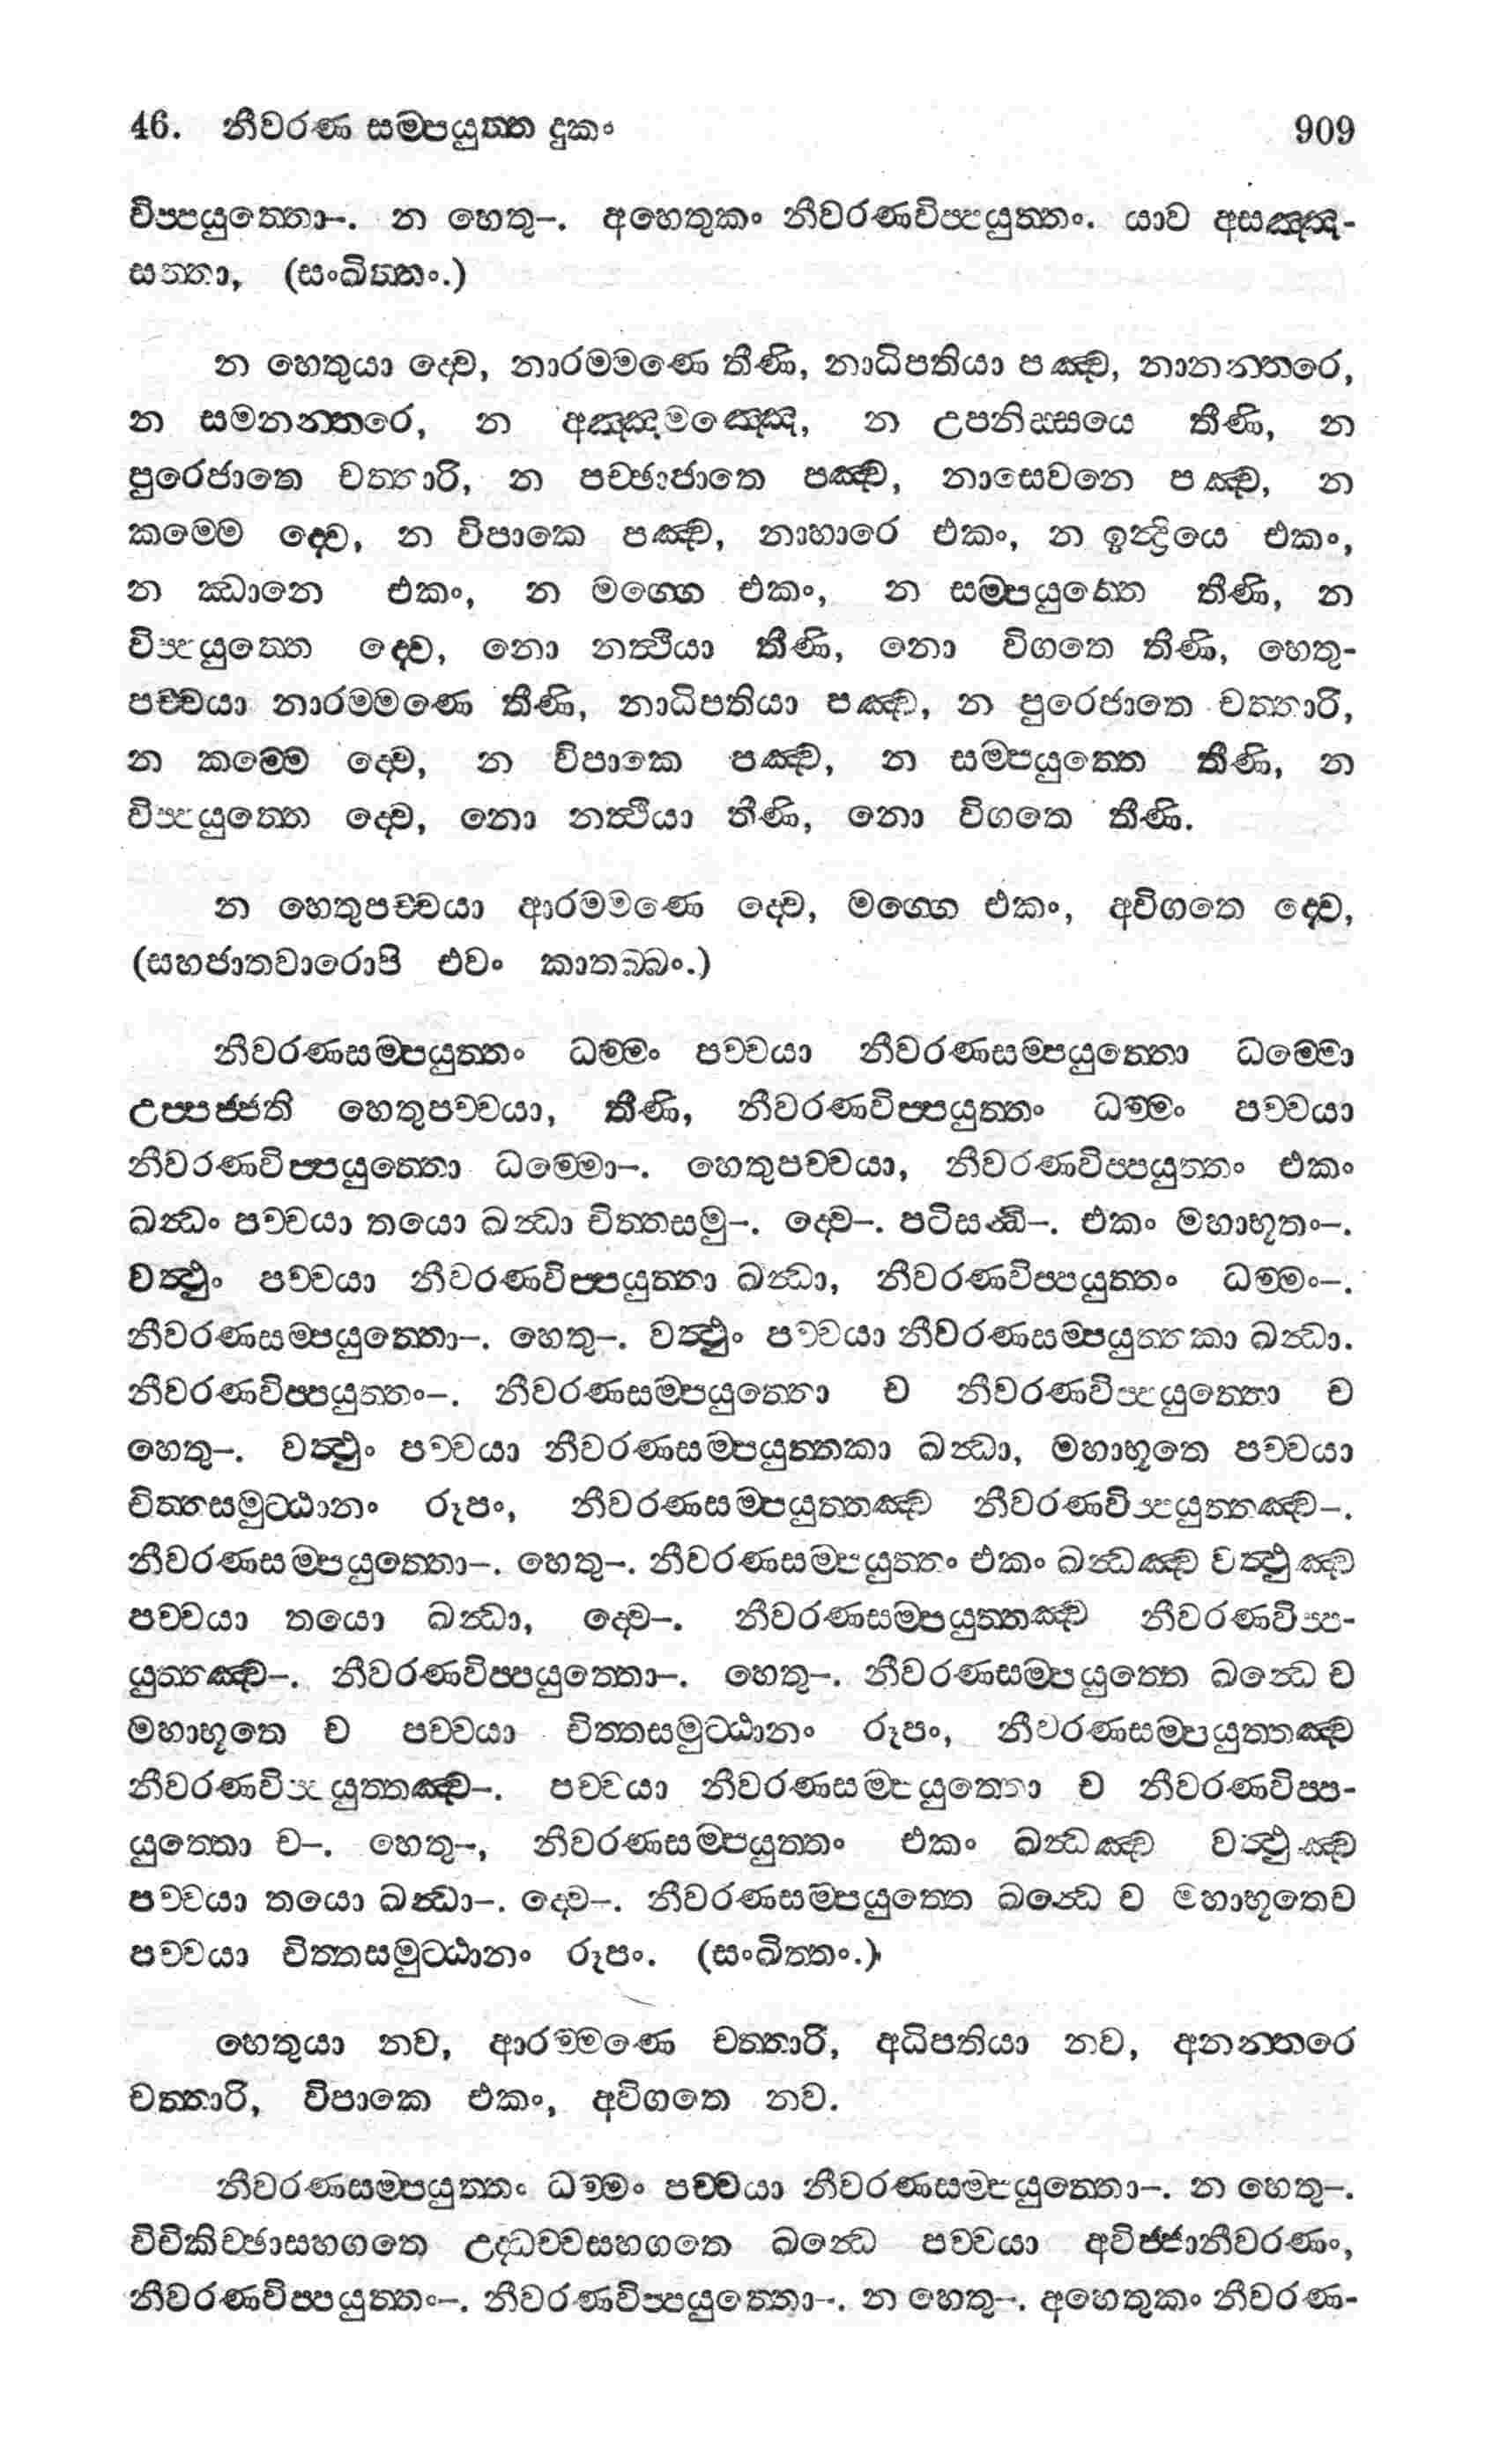 46. නීවරණ සම්පයුත්ත දුකං 909
විප්පයුත්තො–. න හෙතු–. අහෙතුකං නීවරණවිප්පයුත්තං. යාව අසඤ්ඤ-
සත්තා, (සංඛිත්තං.)
න හෙතුයා ද්වෙ, නාරම්මණෙ තීණි, නාධිපතියා පඤ්ච, නානන්තරෙ,
න සමනන්තරෙ, න අඤ්ඤමඤ්ඤෙ, න උපනිස්සයෙ තීණි, න
පුරෙජාතෙ චත්තාරි, න පච්ඡාජාතෙ පඤ්ච, නාසෙවනෙ පඤ්ච, න
කම්මෙ ද්වෙ, න විපාකෙ පඤ්ච, නාහාරෙ එකං, න ඉන්ද්‍රියෙ එකං,
න ඣානෙ එකං, න මග්ගෙ එකං, න සම්පයුත්තෙ තීණි, න
විප්පයුත්තෙ ද්වෙ, නො නත්ථියා තීණි, නො විගතෙ තීණි, හෙතු-
පච්චයා නාරම්මණෙ තීණි, නාධිපතියා පඤ්ච, න පුරෙජාතෙ චත්තාරි,
න කම්මෙ ද්වෙ, න විපාකෙ පඤ්ච, න සම්පයුත්තෙ තීණි, න
විප්පයුත්තෙ ද්වෙ, නො නත්ථියා තීණි, නො විගතෙ තීණි.
න හෙතුපච්චයා ආරම්මණෙ ද්වෙ, මග්ගෙ එකං, අවිගතෙ ද්වෙ,
(සහජාතවාරොපි එවං කාතබ්බං.)
නීවරණසම්පයුත්තං ධම්මං පච්චයා නීවරණසම්පයුත්තො ධම්මො
උප්පජ්ජති හෙතුපච්චයා, තීණි, නීවරණවිප්පයුත්තං ධම්මං පච්චයා
නීවරණවිප්පයුත්තො ධම්මො–. හෙතුපච්චයා, නීවරණවිප්පයුත්තං එකං
ඛන්ධං පච්චයා තයො ඛන්ධා චිත්තසමු–. ද්වෙ–. පටිසන්ධි–. එකං මහාභූතං–.
වත්ථුං පච්චයා නීවරණවිප්පයුත්තා ඛන්ධා, නීවරණවිප්පයුත්තං ධම්මං–.
නීවරණසම්පයුත්තො–. හෙතු–. වත්ථුං පච්චයා නීවරණසම්පයුත්තකා ඛන්ධා.
නීවරණවිප්පයුත්තං–. නීවරණසම්පයුත්තො ච නීවරණවිප්පයුත්තො ච
හෙතු–. වත්ථුං පච්චයා නීවරණසම්පයුත්තකා ඛන්ධා, මහාභූතෙ පච්චයා
චිත්තසමුට්ඨානං රූපං, නීවරණසම්පයුත්තඤ්ච නීවරණවිප්පයුත්තඤ්ච–.
නීවරණසම්පයුත්තො–. හෙතු–. නීවරණසම්පයුත්තං එකං ඛන්ධඤ්ච වත්ථුඤ්ච
පච්චයා තයො ඛන්ධා, ද්වෙ–. නීවරණසම්පයුත්තඤ්ච නීවරණවිප්ප-
යුත්තඤ්ච–. නීවරණවිප්පයුත්තො–. හෙතු–. නීවරණසම්පයුත්තෙ ඛන්ධෙ ච
මහාභූතෙ ච පච්චයා චිත්තසමුට්ඨානං රූපං, නීවරණසම්පයුත්තඤ්ච
නීවරණවිප්පයුත්තඤ්ච–. පච්චයා නීවරණසම්පයුත්තො ච නීවරණවිප්ප-
යුත්තො ච–. හෙතු–, නීවරණසම්පයුත්තං එකං ඛන්ධඤ්ච වත්ථුඤ්ච
පච්චයා තයො ඛන්ධා–. ද්වෙ–. නීවරණසම්පයුත්තෙ ඛන්ධෙ ච මහාභූතෙච
පච්චයා චිත්තසමුට්ඨානං රූපං. (සංඛිත්තං.)
හෙතුයා නව, ආරම්මණෙ චත්තාරි, අධිපතියා නව, අනන්තරෙ
චත්තාරි, විපාකෙ එකං, අවිගතෙ නව.
නීවරණසම්පයුත්තං ධම්මං පච්චයා නීවරණසම්පයුත්තො–. න හෙතු–.
විචිකිච්ඡාසහගතෙ උද්ධච්චසහගතෙ ඛන්ධෙ පච්චයා අවිජ්ජානීවරණං,
නීවරණවිප්පයුත්තං–. නීවරණවිප්පයුත්තො–. න හෙතු–. අහෙතුකං නීවරණ-